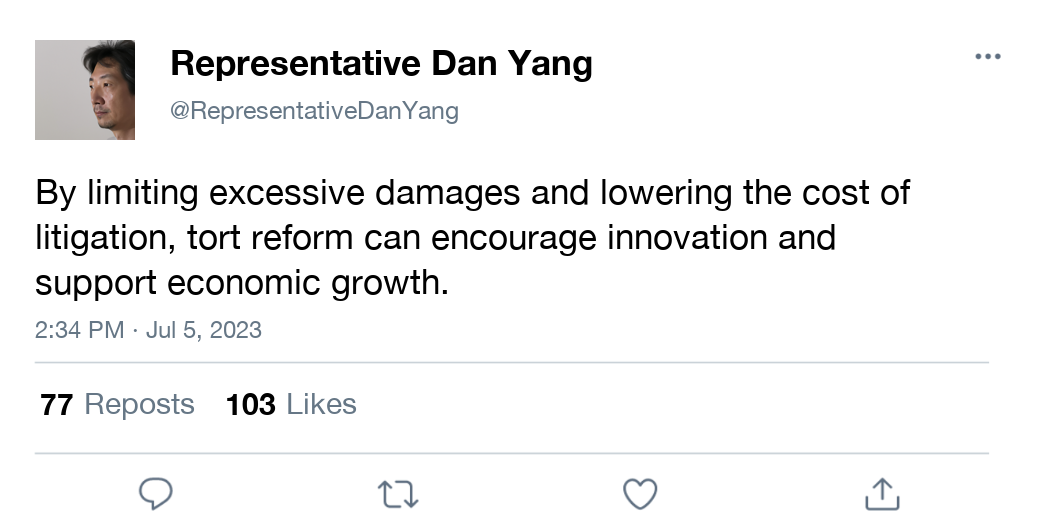 Representative Dan Yang
@RepresentativeDanYang
By limiting excessive damages and lowering the cost of
litigation, tort reform can encourage innovation and
support economic growth.
2:34 PM · Jul 5, 2023
77 Reposts 103 Likes